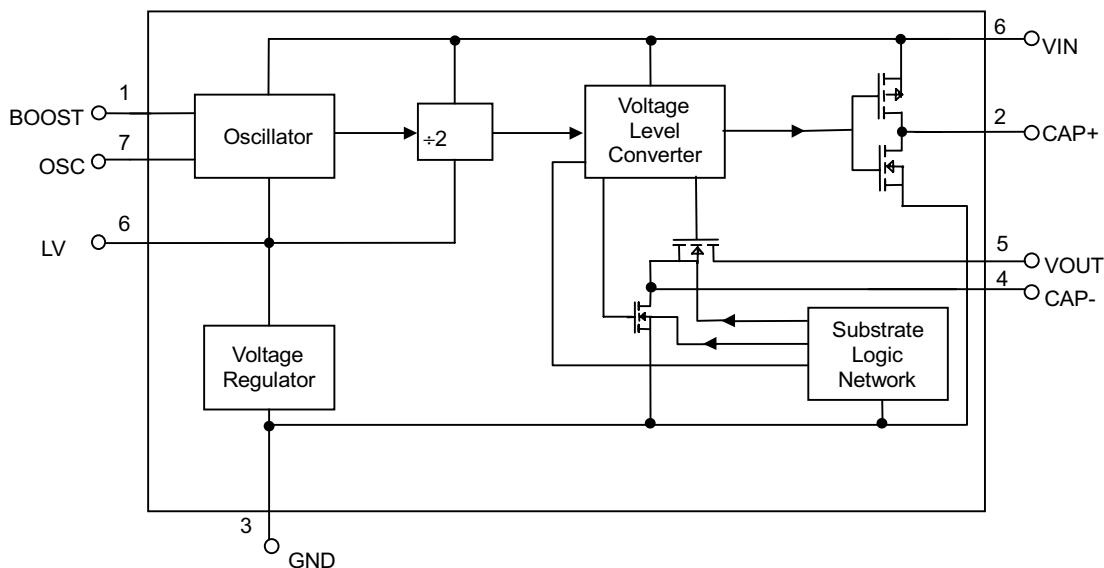 6
VIN
1
BOOST
Oscillator
÷2
Voltage
Level
Converter
2
CAP+
7
OSC
6
LV
5
VOUT
4
CAP-
Voltage
Regulator
Substrate
Logic
Network
3
GND